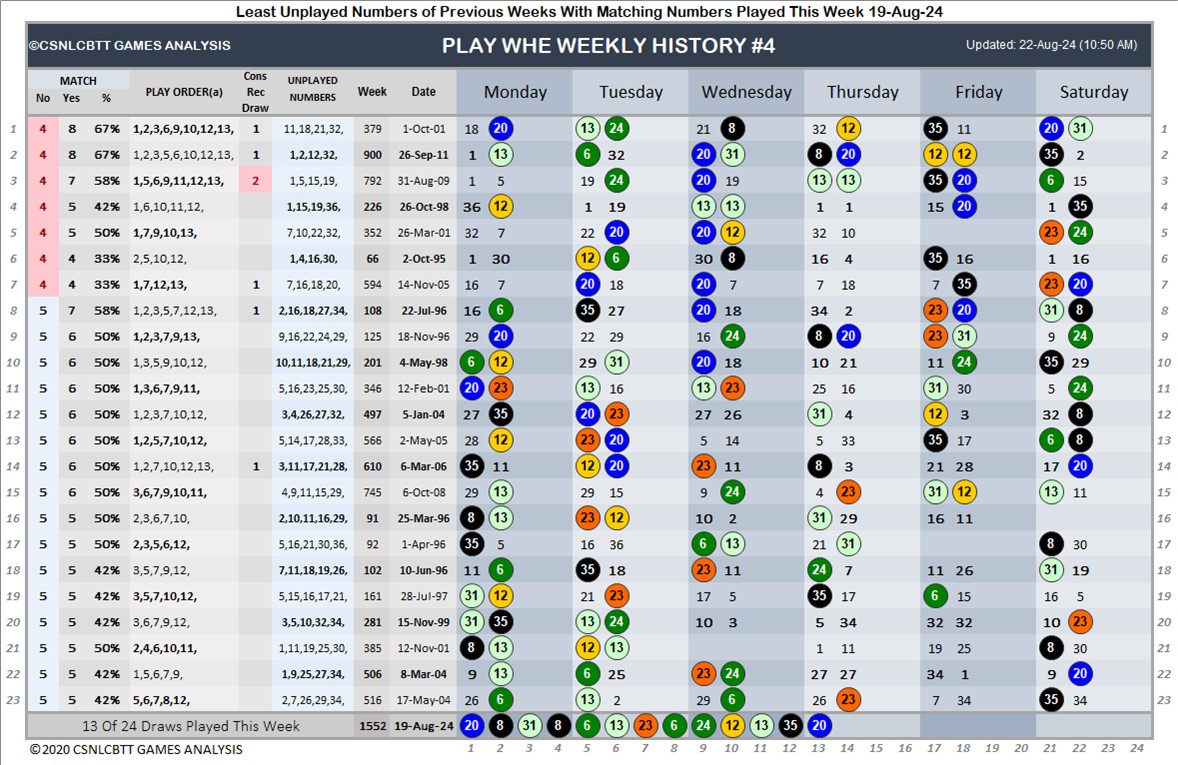 Least Unplayed Numbers of Previous Weeks With Matching Numbers Played This Week 19-Aug-24
©CSNLCBTT GAMES ANALYSIS PLAY WHE WEEKLY HISTORY #4 Updated: 22-Aug-24 (10:50 AM)
MATCH
No Yes % PLAY ORDER(a) Cons Rec Draw UNPLAYED NUMBERS Week Date Monday Tuesday Wednesday Thursday Friday Saturday
1 4 8 67% 1,2,3,6,9,10,12,13, 1 11,18,21,32, 379 1-Oct-01 18 20 13 24 21 8 32 12 35 11 20 31 1
2 4 8 67% 1,2,3,5,6,10,12,13, 1 1,2,12,32, 900 26-Sep-11 1 13 6 32 20 31 8 20 12 12 35 2 2
3 4 7 58% 1,5,6,9,11,12,13, 2 1,5,15,19, 792 31-Aug-09 1 5 19 24 20 19 13 13 35 20 6 15 3
4 4 5 42% 1,6,10,11,12, 1,15,19,36, 226 26-Oct-98 36 12 1 19 13 13 1 1 15 20 1 35 4
5 4 5 50% 1,7,9,10,13, 7,10,22,32, 352 26-Mar-01 32 7 22 20 20 12 32 10 23 24 5
6 4 4 33% 2,5,10,12, 1,4,16,30, 66 2-Oct-95 1 30 12 6 30 8 16 4 35 16 1 16 6
7 4 4 33% 1,7,12,13, 1 7,16,18,20, 594 14-Nov-05 16 7 20 18 20 7 7 18 7 35 23 20 7
8 5 7 58% 1,2,3,5,7,12,13, 1 2,16,18,27,34, 108 22-Jul-96 16 6 35 27 20 18 34 2 23 20 31 8 8
9 5 6 50% 1,2,3,7,9,13, 9,16,22,24,29, 125 18-Nov-96 29 20 22 29 16 24 8 20 23 31 9 24 9
10 5 6 50% 1,3,5,9,10,12, 10,11,18,21,29, 201 4-May-98 6 12 29 31 20 18 10 21 11 24 35 29 10
11 5 6 50% 1,3,6,7,9,11, 5,16,23,25,30, 346 12-Feb-01 20 23 13 16 13 23 25 16 31 30 5 24 11
12 5 6 50% 1,2,3,7,10,12, 3,4,26,27,32, 497 5-Jan-04 27 35 20 23 27 26 31 4 12 3 32 8 12
13 5 6 50% 1,2,5,7,10,12, 5,14,17,28,33, 566 2-May-05 28 12 23 20 5 14 5 33 35 17 6 8 13
14 5 6 50% 1,2,7,10,12,13, 1 3,11,17,21,28, 610 6-Mar-06 35 11 12 20 23 11 8 3 21 28 17 20 14
15 5 6 50% 3,6,7,9,10,11, 4,9,11,15,29, 745 6-Oct-08 29 13 29 15 9 24 4 23 31 12 13 11 15
16 5 5 50% 2,3,6,7,10, 2,10,11,16,29, 91 25-Mar-96 8 13 23 12 10 2 31 29 16 11 16
17 5 5 50% 2,3,5,6,12, 5,16,21,30,36, 92 1-Apr-96 35 5 16 36 6 13 21 31 8 30 17
18 5 5 42% 3,5,7,9,12, 7,11,18,19,26, 102 10-Jun-96 11 6 35 18 23 11 24 7 11 26 31 19 18
19 5 5 42% 3,5,7,10,12, 5,15,16,17,21, 161 28-Jul-97 31 12 21 23 17 5 35 17 6 15 16 5 19
20 5 5 42% 3,6,7,9,12, 3,5,10,32,34, 281 15-Nov-99 31 35 13 24 10 3 5 34 32 32 10 23 20
21 5 5 50% 2,4,6,10,11, 1,11,19,25,30, 385 12-Nov-01 8 13 12 13 1 11 19 25 8 30 21
22 5 5 42% 1,5,6,7,9, 1,9,25,27,34, 506 8-Mar-04 9 13 6 25 23 24 27 27 34 1 9 20 22
23 5 5 42% 5,6,7,8,12, 2,7,26,29,34, 516 17-May-04 26 6 13 2 29 6 26 23 7 34 35 34 23
13 Of 24 Draws Played This Week 1552 19-Aug-24 20 8 31 8 6 13 23 6 24 12 13 35 20
© 2020 CSNLCBTT GAMES ANALYSIS 1 2 3 4 5 6 7 8 9 10 11 12 13 14 15 16 17 18 19 20 21 22 23 24